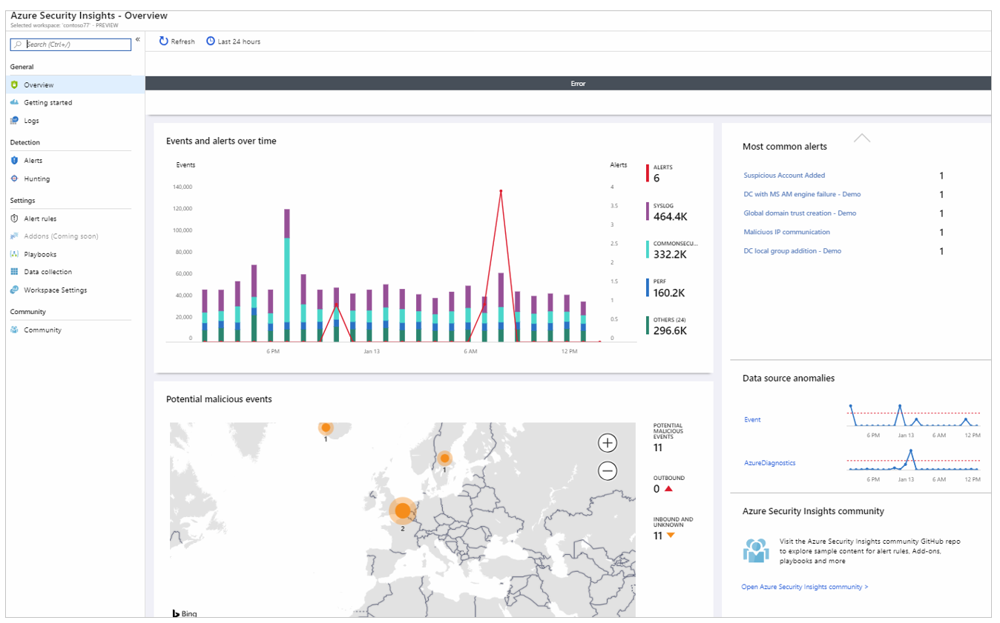 Azure Security Insights - Overview
Selected workspace: 'contoso77' - PREVIEW
Search (Ctrl+/)
«
General
Overview
Getting started
Logs
Detection
Alerts
Hunting
Settings
Alert rules
Addons (Coming soon)
Playbooks
Data collection
Workspace Settings
Community
Community
Refresh
Last 24 hours
Error
Events and alerts over time
Events
Alerts
140,000
120,000
100,000
80,000
60,000
40,000
20,000
0
4
3.5
3
2.5
2
1.5
1
0.5
0
6 PM
Jan 13
6 AM
12 PM
ALERTS
6
SYSLOG
464.4K
COMMONSECU...
332.2K
PERF
160.2K
OTHERS (24)
296.6K
Potential malicious events
1
1
2
Bing
POTENTIAL
MALICIOUS
EVENTS
11
OUTBOUND
0
INBOUND AND
UNKNOWN
11
Most common alerts
Suspicious Account Added 1
DC with MS AM engine failure - Demo 1
Global domain trust creation - Demo 1
Maliciuos IP communication 1
DC local group addition - Demo 1
Data source anomalies
Event
6 PM Jan 13 6 AM 12 PM
AzureDiagnostics
6 PM Jan 13 6 AM 12 PM
Azure Security Insights community
Visit the Azure Security Insights community GitHub repo
to explore sample content for alert rules, Add-ons,
playbooks and more
Open Azure Security Insights community >